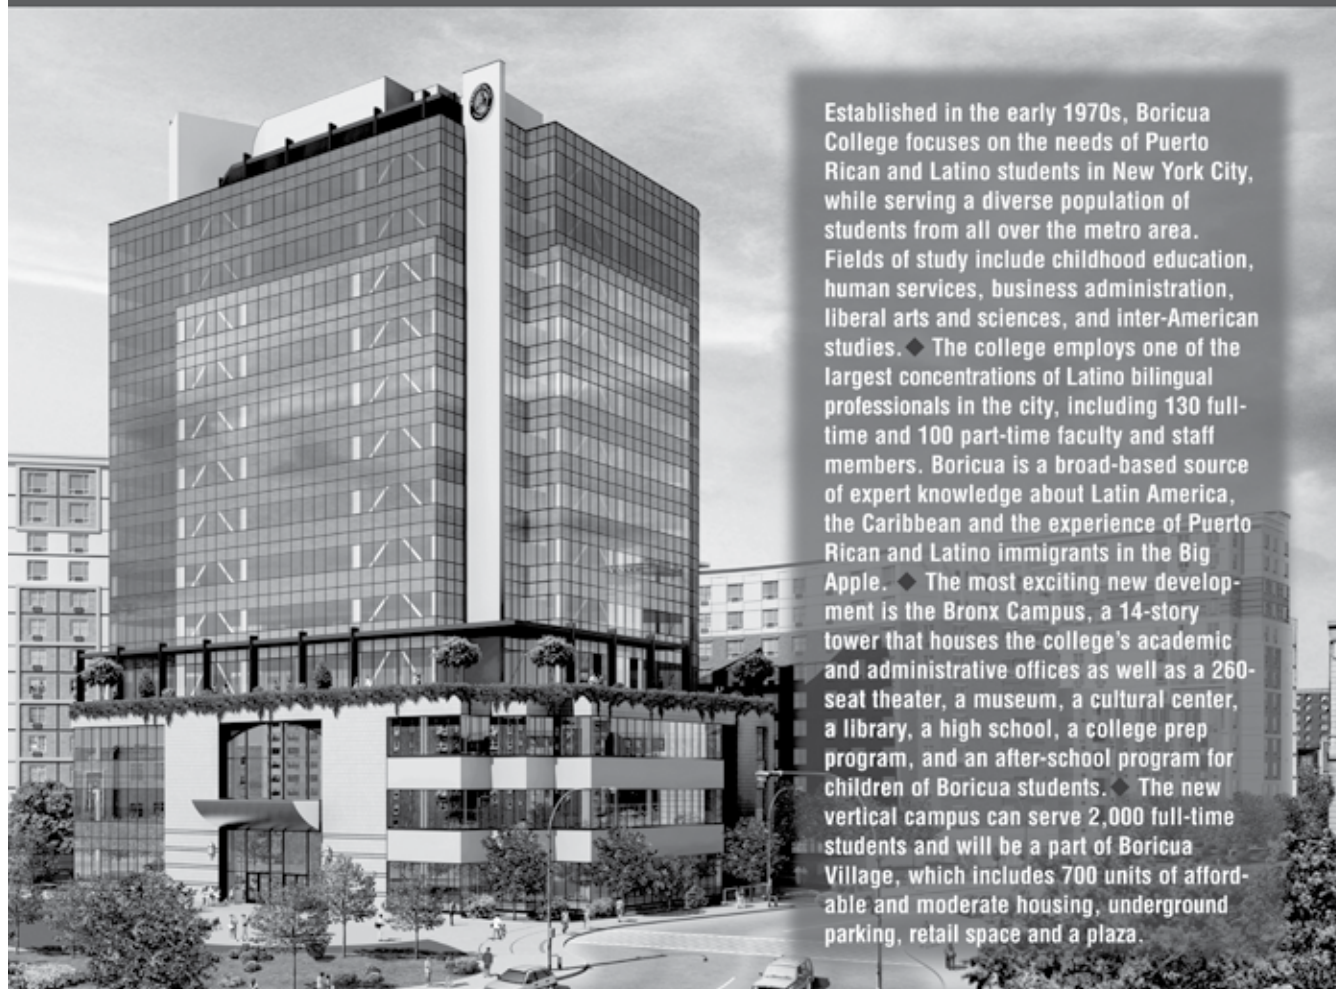 Established in the early 1970s, Boricua
College focuses on the needs of Puerto
Rican and Latino students in New York City,
while serving a diverse population of
students from all over the metro area.
Fields of study include childhood education,
human services, business administration,
liberal arts and sciences, and inter-American
studies. ◆ The college employs one of the
largest concentrations of Latino bilingual
professionals in the city, including 130 full-
time and 100 part-time faculty and staff
members. Boricua is a broad-based source
of expert knowledge about Latin America,
the Caribbean and the experience of Puerto
Rican and Latino immigrants in the Big
Apple. ◆ The most exciting new develop-
ment is the Bronx Campus, a 14-story
tower that houses the college's academic
and administrative offices as well as a 260-
seat theater, a museum, a cultural center,
a library, a high school, a college prep
program, and an after-school program for
children of Boricua students. ◆ The new
vertical campus can serve 2,000 full-time
students and will be a part of Boricua
Village, which includes 700 units of afford-
able and moderate housing, underground
parking, retail space and a plaza.